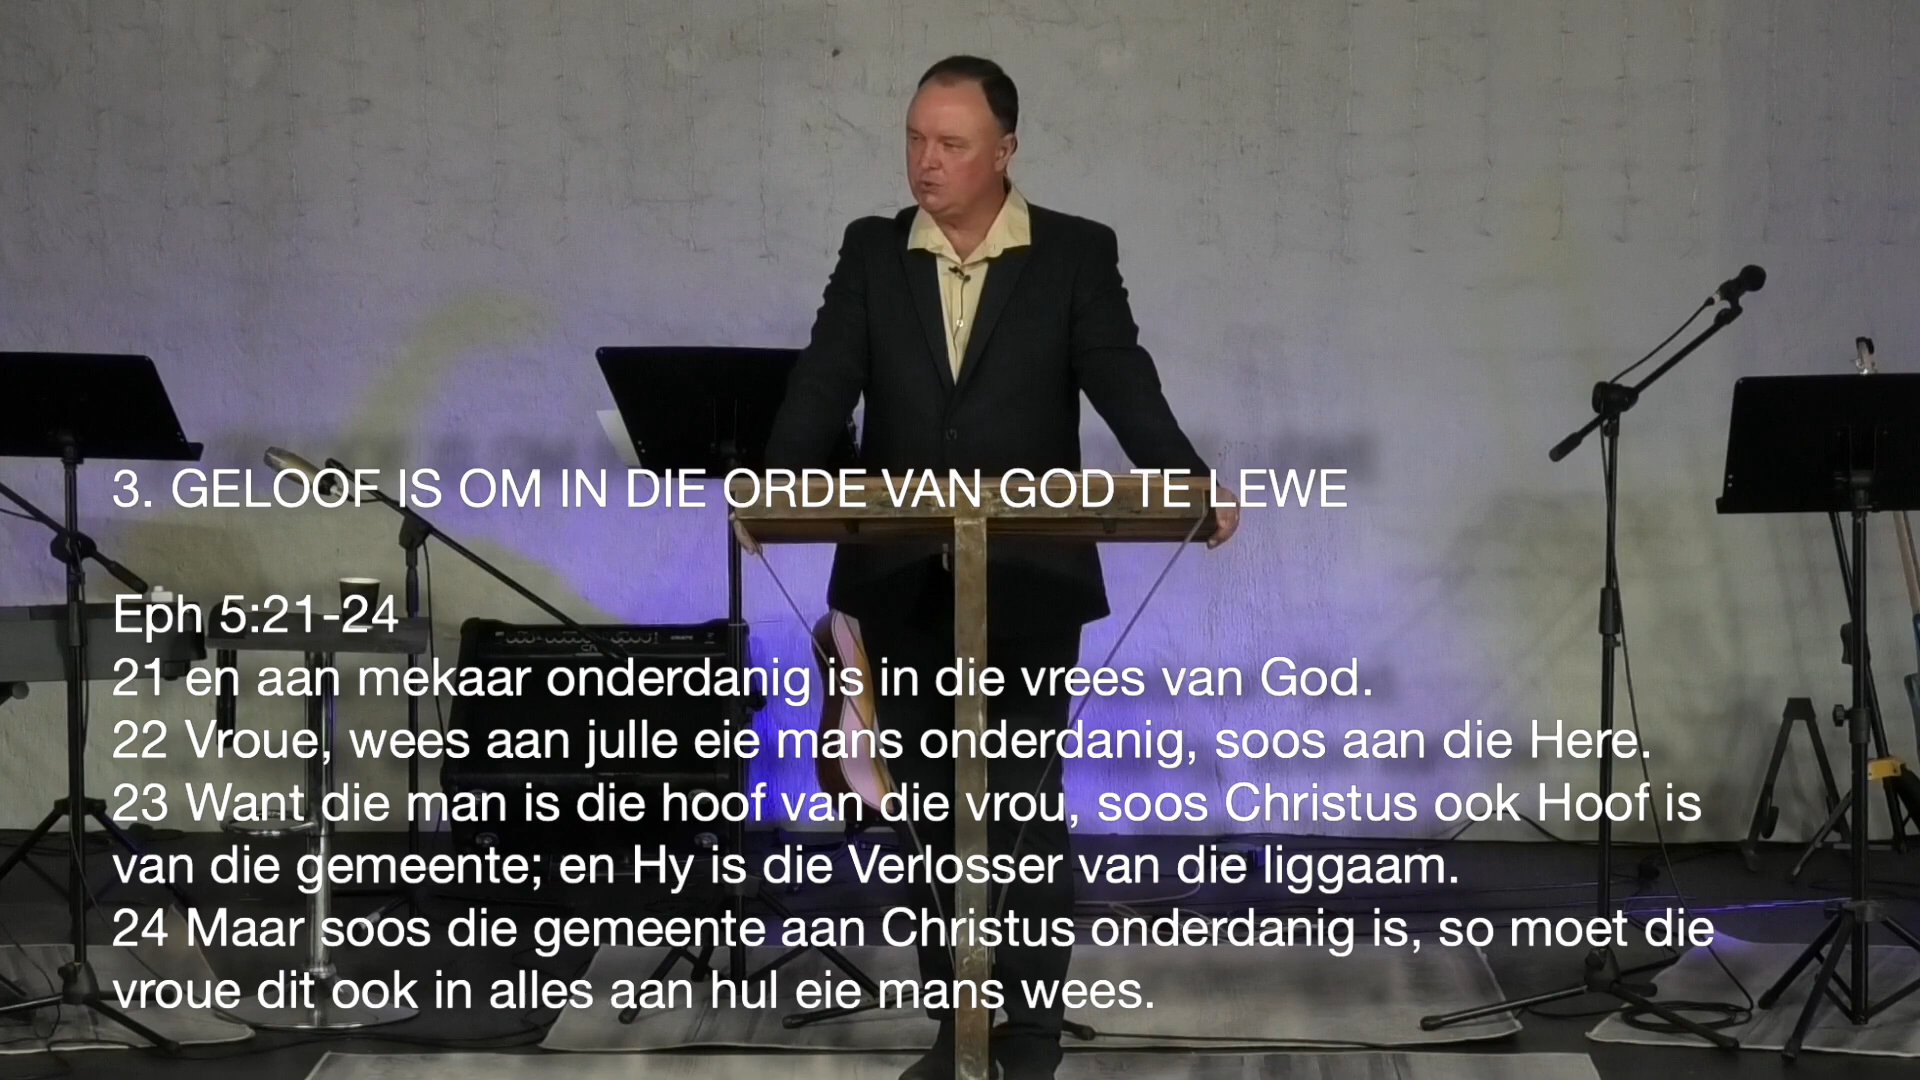 3. GELOOF IS OM IN DIE ORDE VAN GOD TE LEWE
Eph 5:21-24
21 en aan mekaar onderdanig is in die vrees van God.
22 Vroue, wees aan julle eie mans onderdanig, soos aan die Here.
23 Want die man is die hoof van die vrou, soos Christus ook Hoof is
van die gemeente; en Hy is die Verlosser van die liggaam.
24 Maar soos die gemeente aan Christus onderdanig is, so moet die
vroue dit ook in alles aan hul eie mans wees.